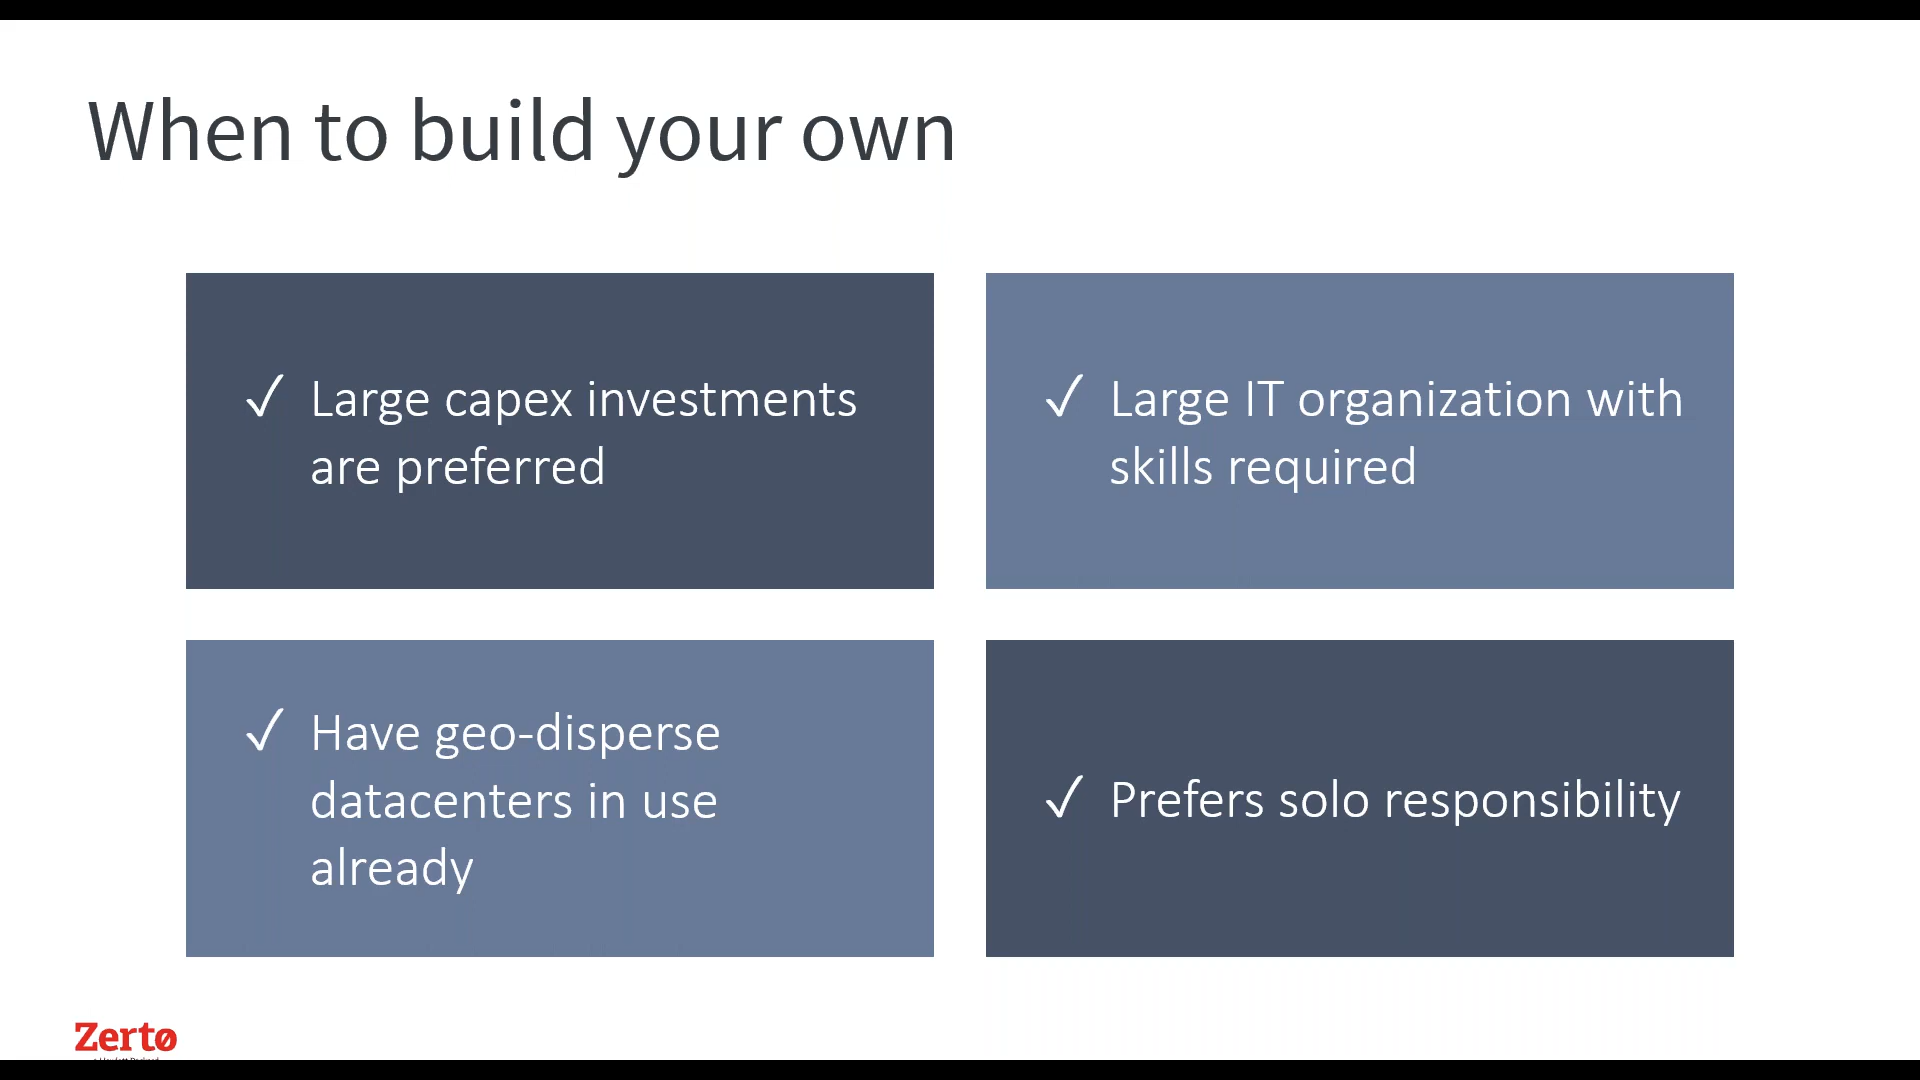 When to build your own
✓ Large capex investments
are preferred
✓ Large IT organization with
skills required
✓ Have geo-disperse
datacenters in use
already
✓ Prefers solo responsibility
Zerto